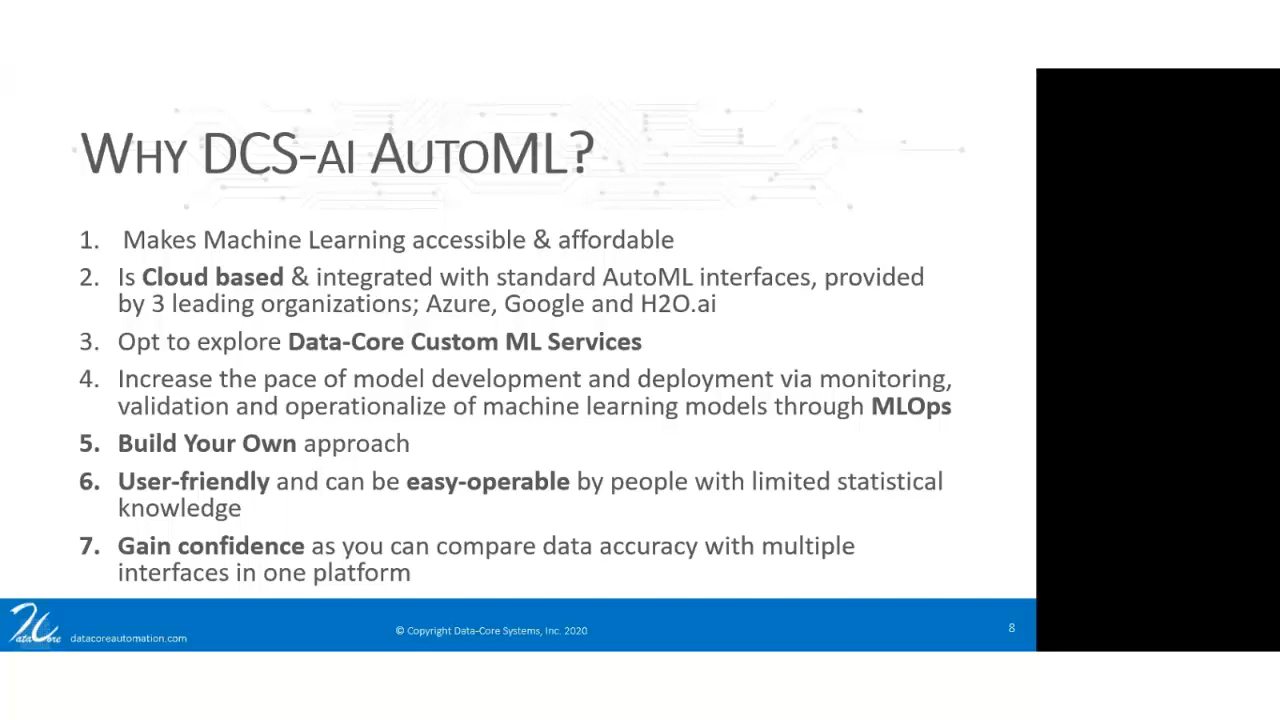 WHY DCS-AI AUTOML?
1. Makes Machine Learning accessible & affordable
2. Is Cloud based & integrated with standard AutoML interfaces, provided
by 3 leading organizations; Azure, Google and H2O.ai
3. Opt to explore Data-Core Custom ML Services
4. Increase the pace of model development and deployment via monitoring,
validation and operationalize of machine learning models through MLOps
5. Build Your Own approach
6. User-friendly and can be easy-operable by people with limited statistical
knowledge
7. Gain confidence as you can compare data accuracy with multiple
interfaces in one platform
Data-Core
datacoreautomation.com
© Copyright Data-Core Systems, Inc. 2020
8